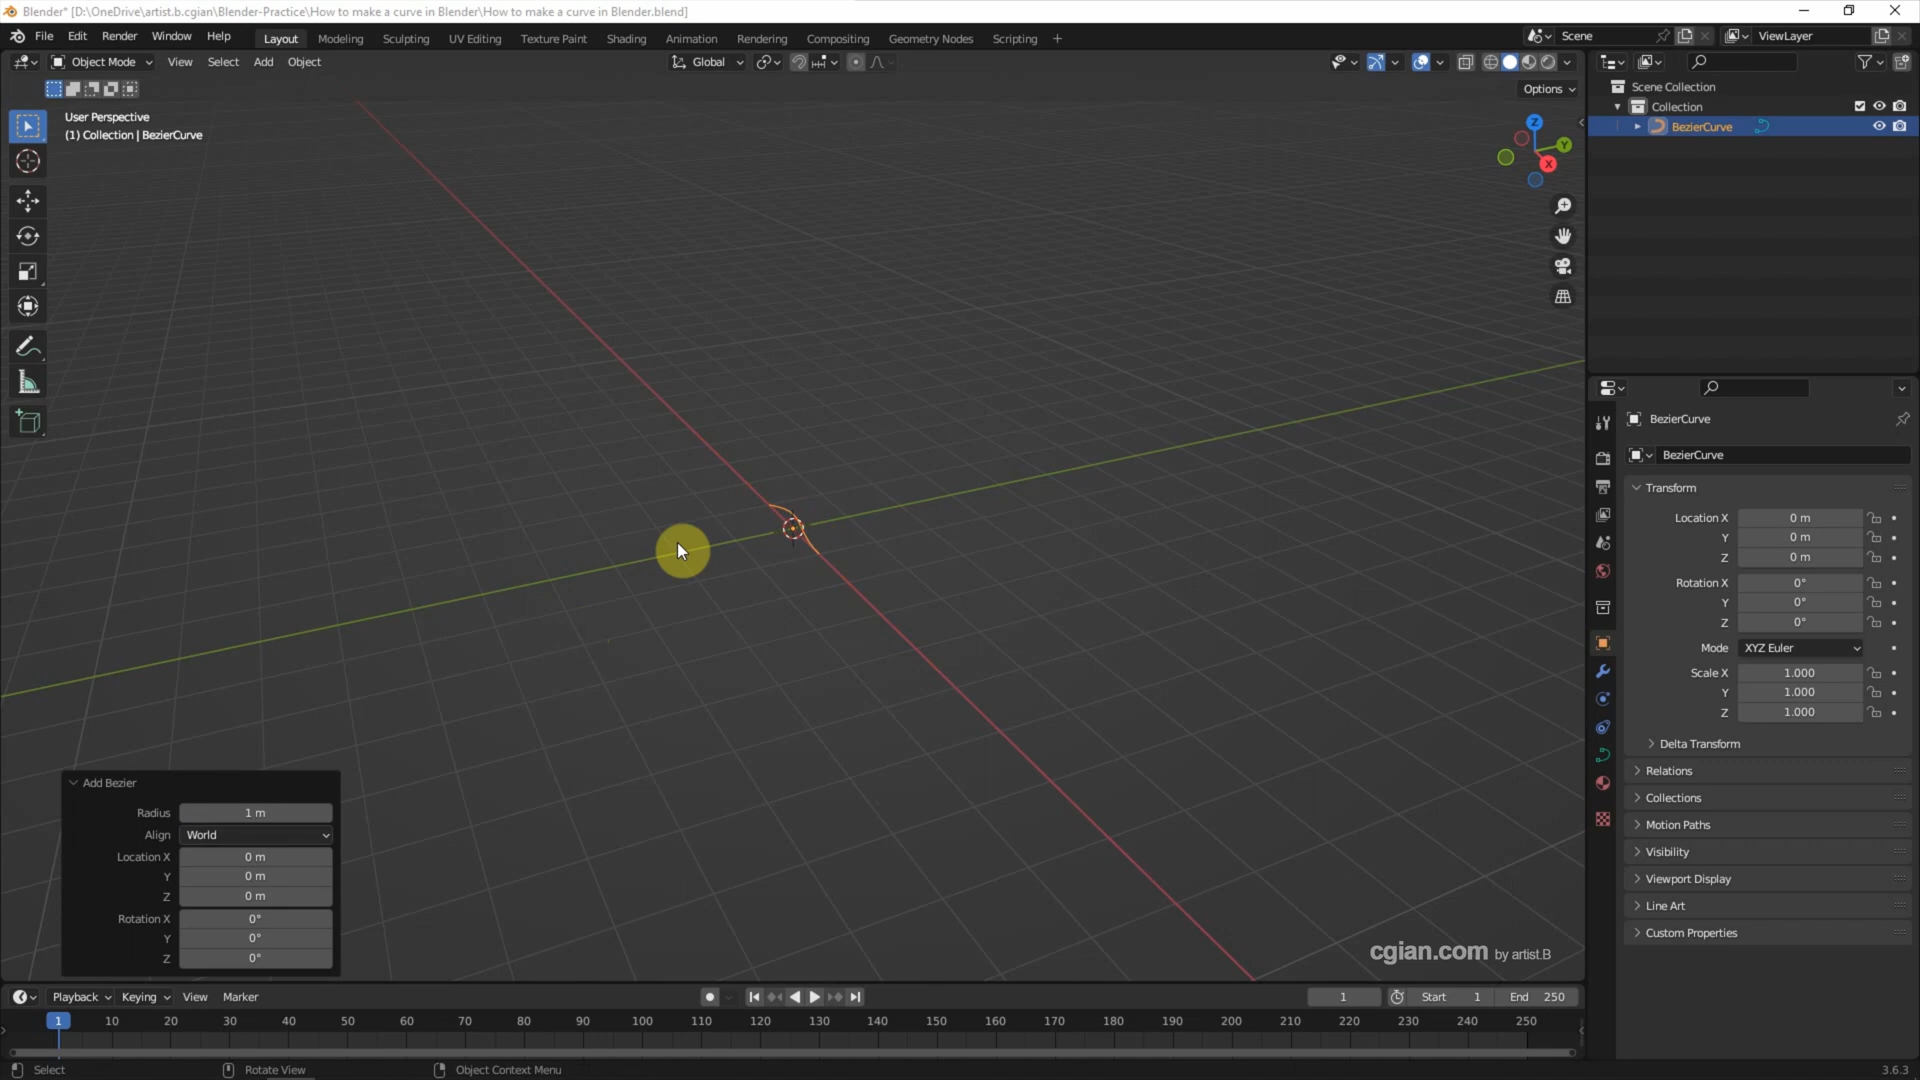 Blender* [D:\OneDrive\artist.b.cgian\Blender-Practice\How to make a curve in Blender\How to make a curve in Blender.blend]
File Edit Render Window Help Layout Modeling Sculpting UV Editing Texture Paint Shading Animation Rendering Compositing Geometry Nodes Scripting + Scene ViewLayer
Object Mode View Select Add Object Global
Options
User Perspective
(1) Collection | BezierCurve
Z
Y
X
Scene Collection
Collection
BezierCurve
BezierCurve
BezierCurve
Transform
Location X 0 m
Y 0 m
Z 0 m
Rotation X 0°
Y 0°
Z 0°
Mode XYZ Euler
Scale X 1.000
Y 1.000
Z 1.000
Delta Transform
Relations
Collections
Motion Paths
Visibility
Viewport Display
Line Art
Custom Properties
Add Bezier
Radius 1 m
Align World
Location X 0 m
Y 0 m
Z 0 m
Rotation X 0°
Y 0°
Z 0°
cgian.com by artist.B
Playback Keying View Marker 1 Start 1 End 250
1 10 20 30 40 50 60 70 80 90 100 110 120 130 140 150 160 170 180 190 200 210 220 230 240 250
Select Rotate View Object Context Menu 3.6.3